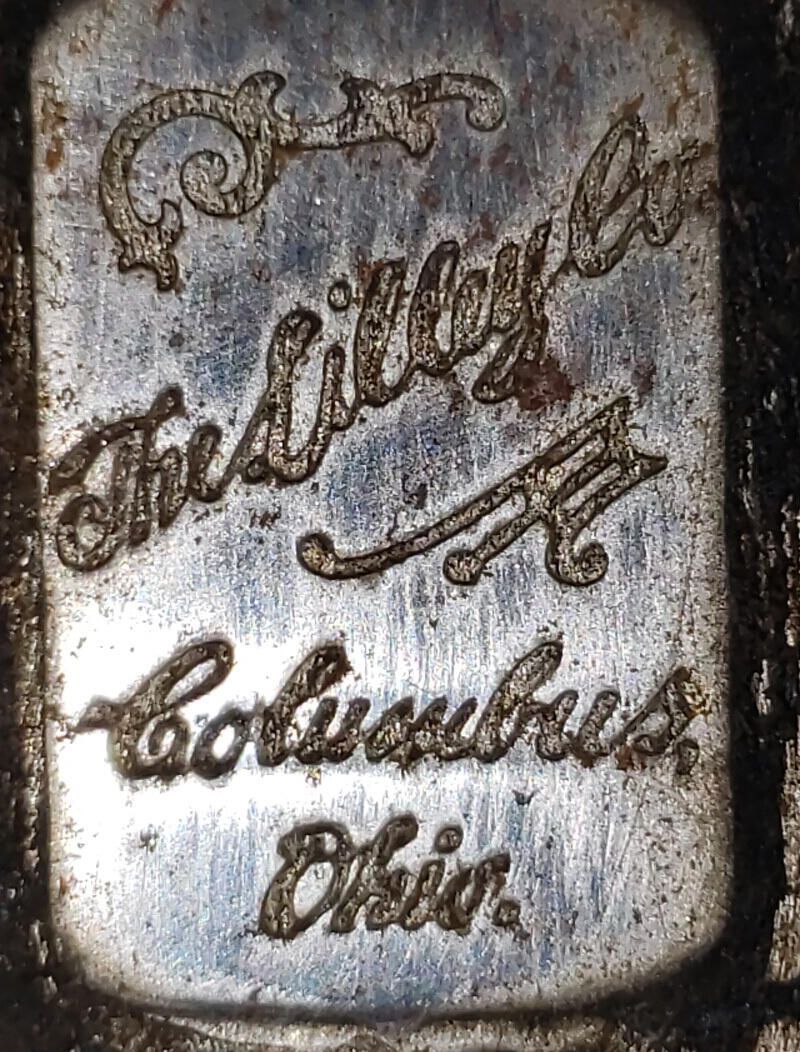 The Lilley Co
Columbus,
Ohio.